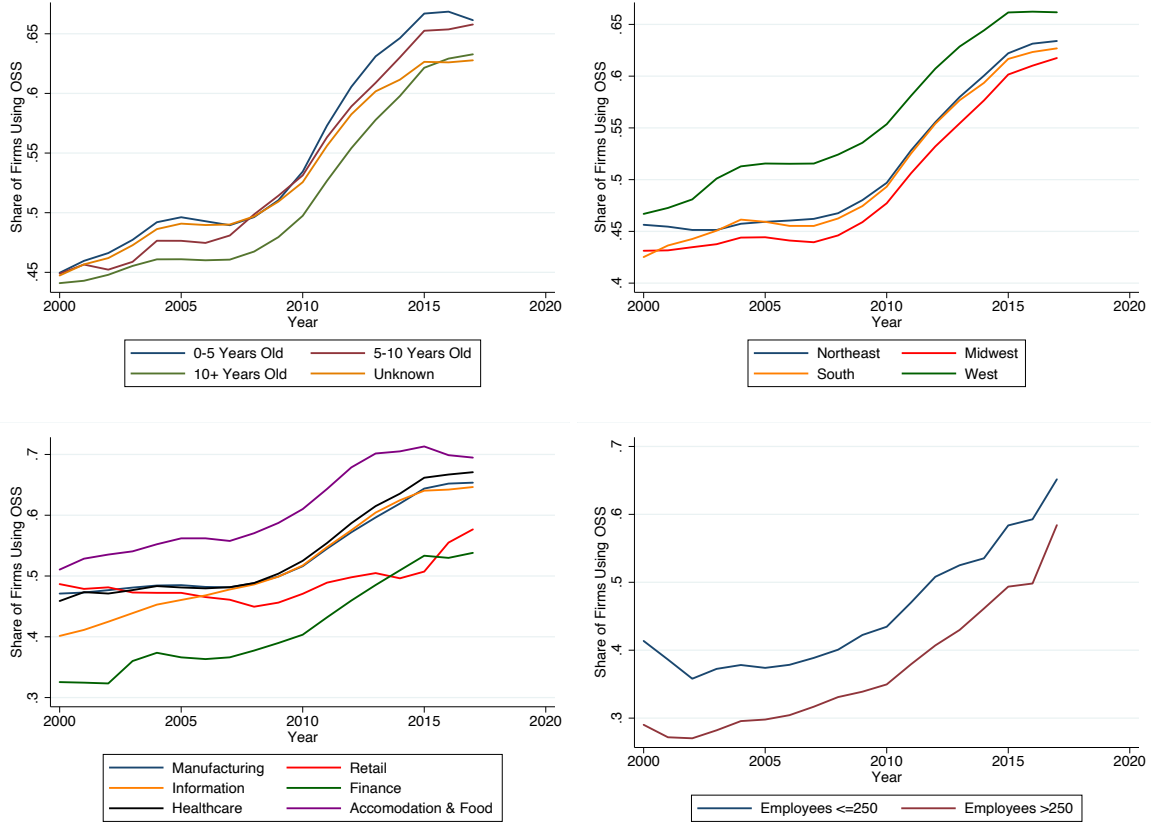 Share of Firms Using OSS
.65
.6
.55
.5
.45
2000 2005 2010 2015 2020
Year
0-5 Years Old 5-10 Years Old
10+ Years Old Unknown
Share of Firms Using OSS
.65
.6
.55
.5
.45
.4
2000 2005 2010 2015 2020
Year
Northeast Midwest
South West
Share of Firms Using OSS
.7
.6
.5
.4
.3
2000 2005 2010 2015 2020
Year
Manufacturing Retail
Information Finance
Healthcare Accomodation & Food
Share of Firms Using OSS
.7
.6
.5
.4
.3
2000 2005 2010 2015 2020
Year
Employees <=250 Employees >250